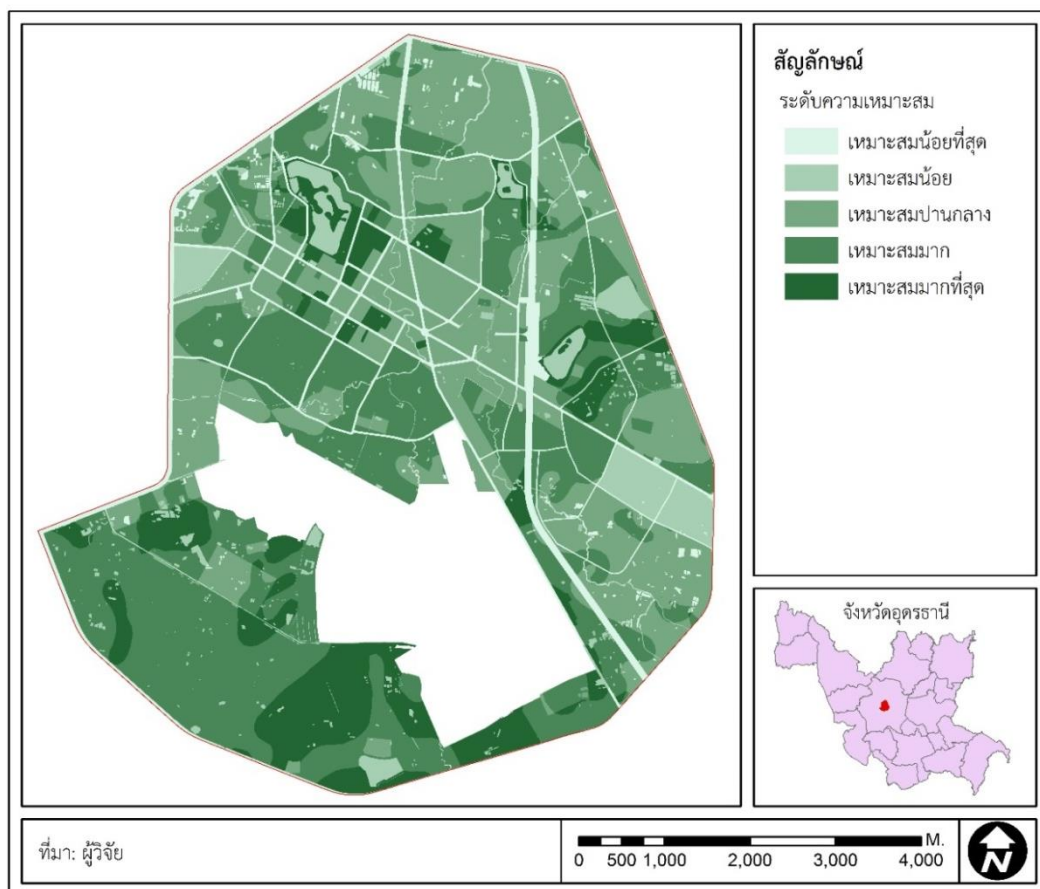 สัญลักษณ์
ระดับความเหมาะสม
เหมาะสมน้อยที่สุด
เหมาะสมน้อย
เหมาะสมปานกลาง
เหมาะสมมาก
เหมาะสมมากที่สุด
จังหวัดอุดรธานี
ที่มา: ผู้วิจัย
M.
0 500 1,000 2,000 3,000 4,000
N